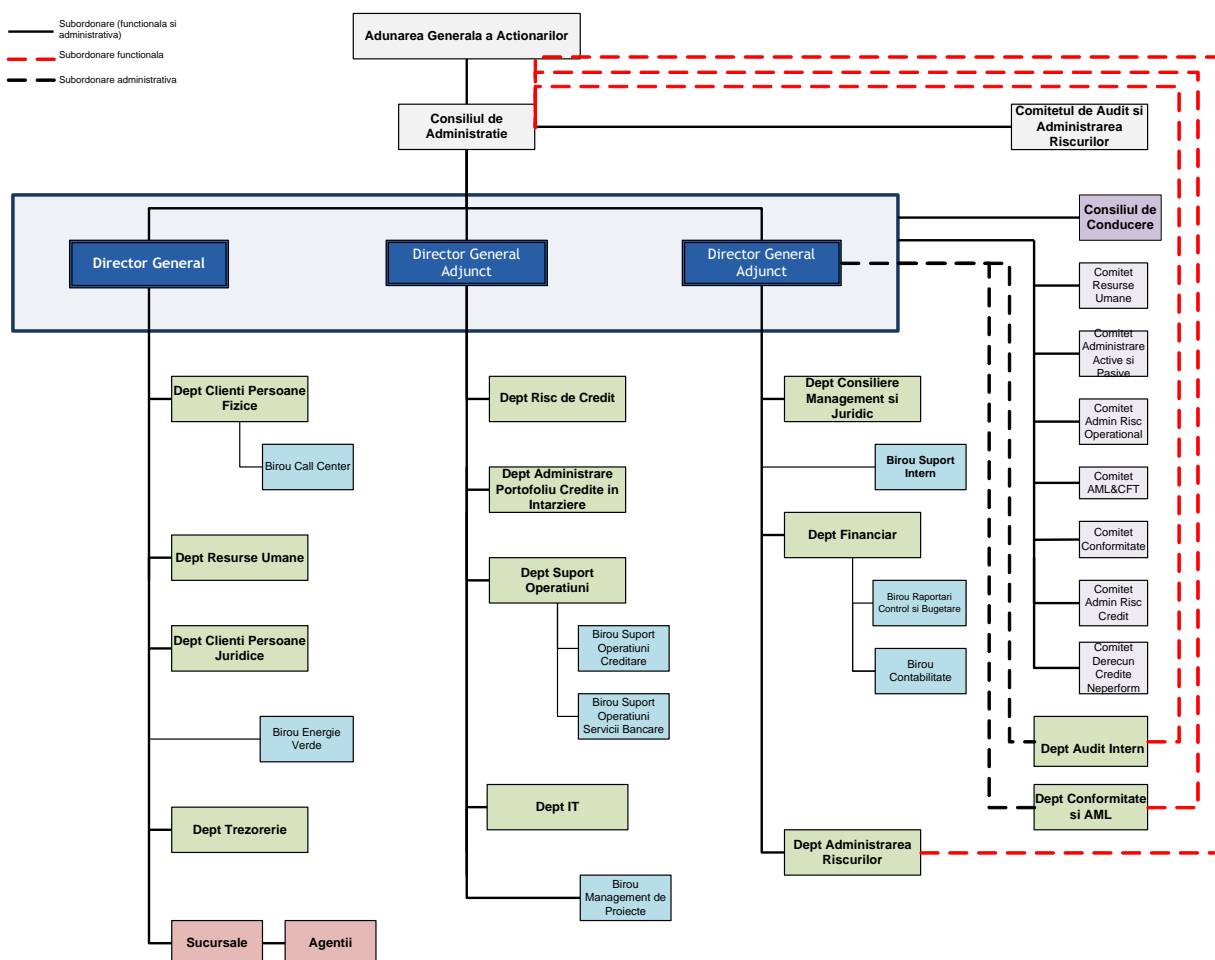 Subordonare (functionala si
administrativa)
Subordonare functionala
Subordonare administrativa
Adunarea Generala a Actionarilor
Consiliul de
Administratie
Comitetul de Audit si
Administrarea
Riscurilor
Consiliul de
Conducere
Director General
Director General
Adjunct
Director General
Adjunct
Comitet
Resurse
Umane
Comitet
Administrare
Active si
Pasive
Comitet
Admin Risc
Operational
Comitet
AML&CFT
Comitet
Conformitate
Comitet
Admin Risc
Credit
Comitet
Derecun
Credite
Neperform
Dept Audit Intern
Dept Conformitate
si AML
Dept Clienti Persoane
Fizice
Birou Call Center
Dept Resurse Umane
Dept Clienti Persoane
Juridice
Birou Energie
Verde
Dept Trezorerie
Sucursale
Agentii
Dept Risc de Credit
Dept Administrare
Portofoliu Credite in
Intarziere
Dept Suport
Operatiuni
Birou Suport
Operatiuni
Creditare
Birou Suport
Operatiuni
Servicii Bancare
Dept IT
Birou
Management de
Proiecte
Dept Consiliere
Management si
Juridic
Birou Suport
Intern
Dept Financiar
Birou Raportari
Control si Bugetare
Birou
Contabilitate
Dept Administrarea
Riscurilor